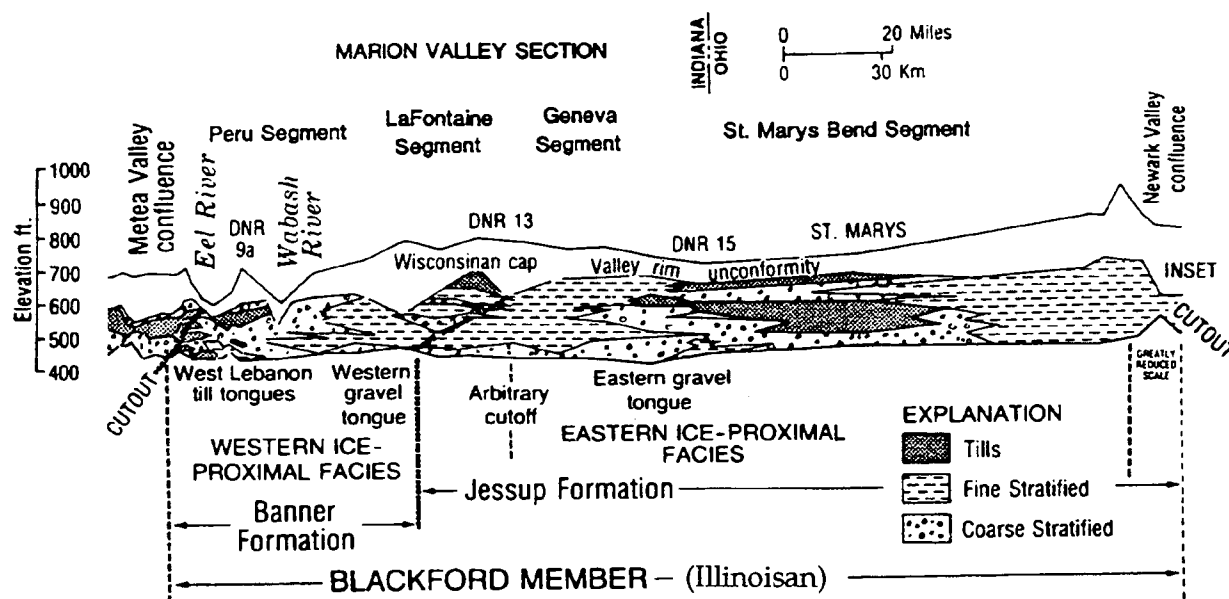 MARION VALLEY SECTION
INDIANA
OHIO
0 20 Miles
0 30 Km
Peru Segment
LaFontaine
Segment
Geneva
Segment
St. Marys Bend Segment
Metea Valley
confluence
Eel River
DNR
9a
Wabash
River
DNR 13
DNR 15
ST. MARYS
Newark Valley
confluence
Elevation ft.
1000
900
800
700
600
500
400
Wisconsinan cap
Valley rim unconformity
INSET
CUTOUT
CUTOUT
GREATLY
REDUCED
SCALE
West Lebanon
till tongues
Western
gravel
tongue
Arbitrary
cutoff
Eastern gravel
tongue
WESTERN ICE-
PROXIMAL FACIES
EASTERN ICE-PROXIMAL
FACIES
EXPLANATION
Tills
Fine Stratified
Coarse Stratified
Jessup Formation
Banner
Formation
BLACKFORD MEMBER – (Illinoisan)